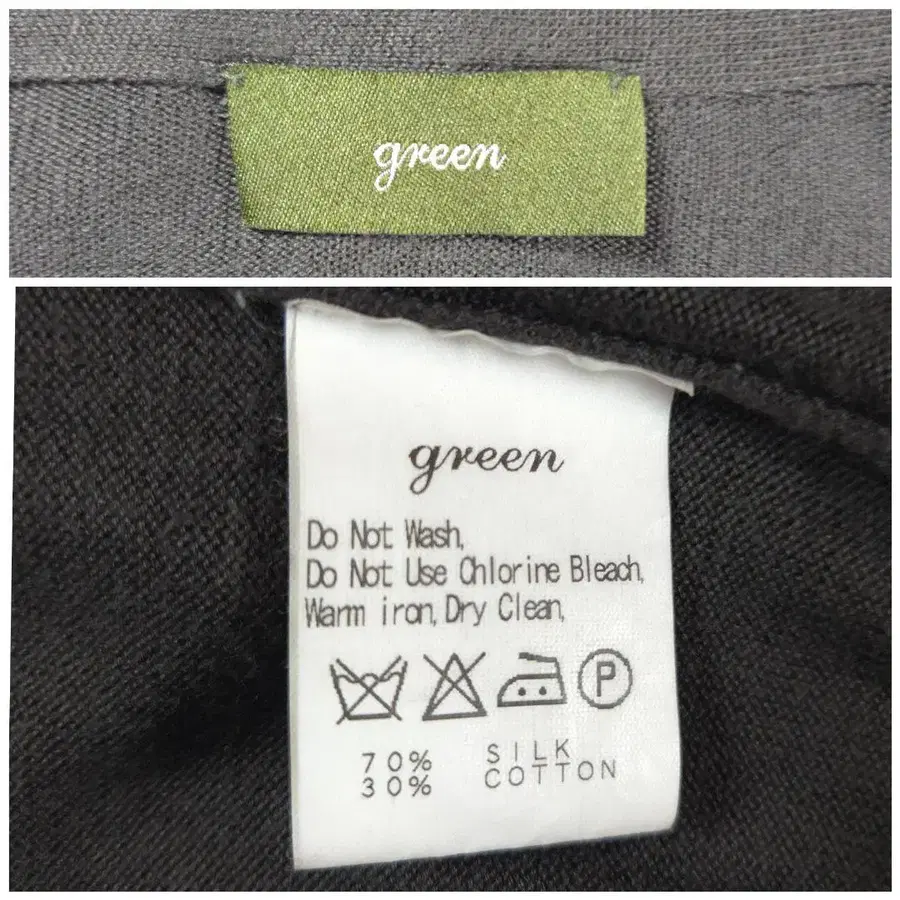 green
green
Do Not Wash,
Do Not Use Chlorine Bleach,
Warm iron, Dry Clean,
P
70% SILK
30% COTTON